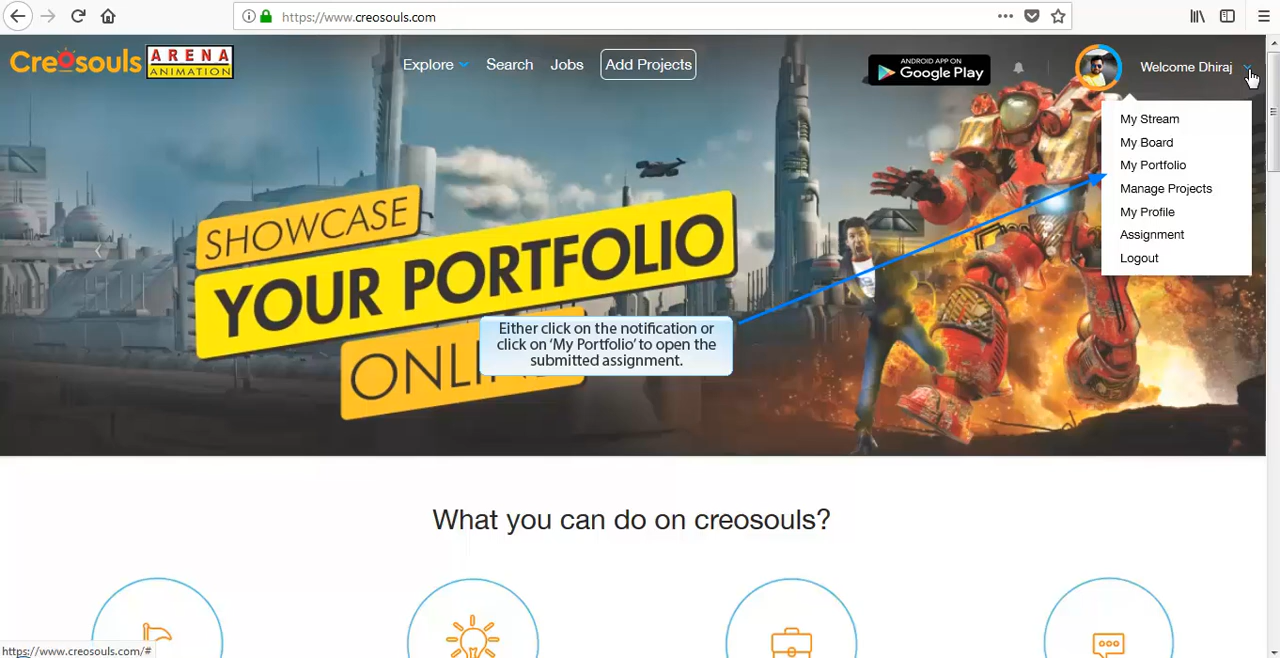 https://www.creosouls.com
Creosouls
ARENA
ANIMATION
Explore
Search
Jobs
Add Projects
ANDROID APP ON
Google Play
Welcome Dhiraj
My Stream
My Board
My Portfolio
Manage Projects
My Profile
Assignment
Logout
SHOWCASE
YOUR PORTFOLIO
ONLI
Either click on the notification or
click on 'My Portfolio' to open the
submitted assignment.
What you can do on creosouls?
https://www.creosouls.com/#